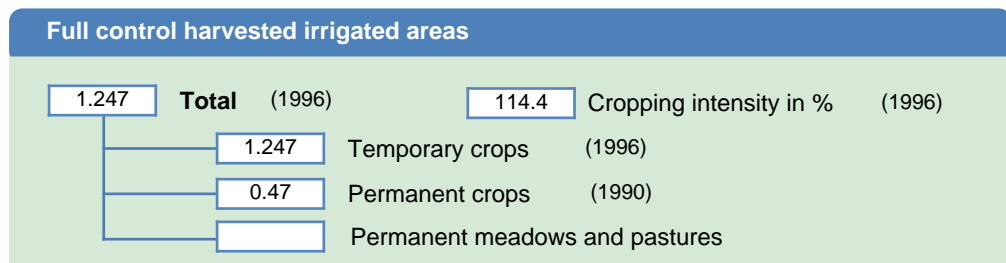 Full control harvested irrigated areas
1.247 Total (1996) 114.4 Cropping intensity in % (1996)
1.247 Temporary crops (1996)
0.47 Permanent crops (1990)
Permanent meadows and pastures